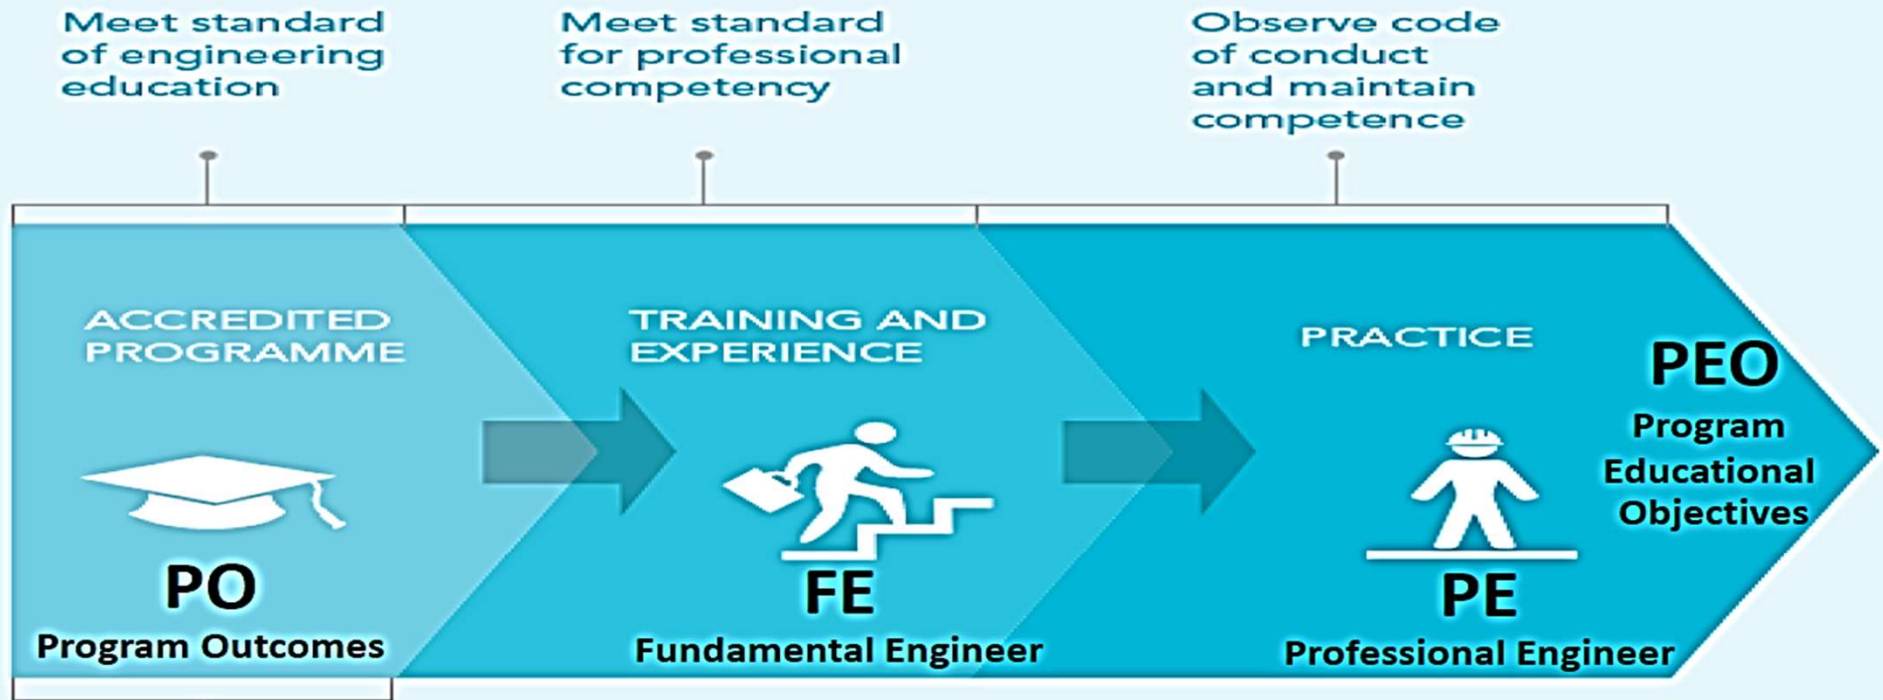 Meet standard
of engineering
education
Meet standard
for professional
competency
Observe code
of conduct
and maintain
competence
ACCREDITED
PROGRAMME
PO
Program Outcomes
TRAINING AND
EXPERIENCE
FE
Fundamental Engineer
PRACTICE
PE
Professional Engineer
PEO
Program
Educational
Objectives